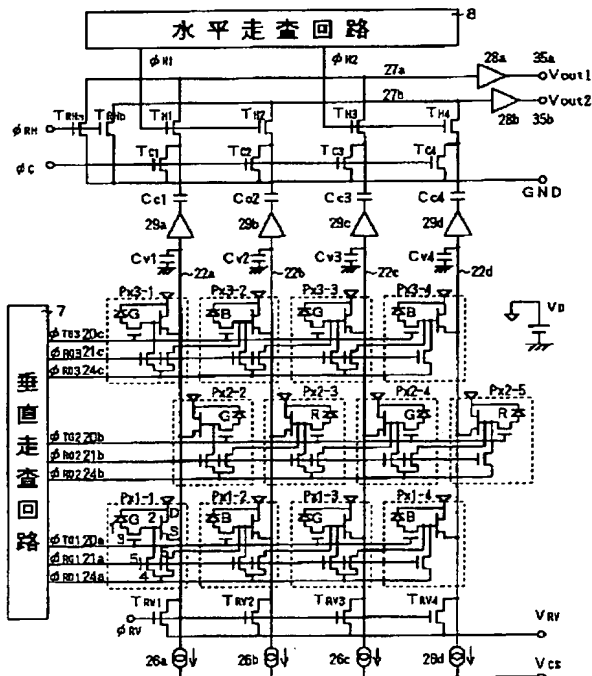 水平走査回路
8
φH1
φH2
27a
28a
35a
Vout1
27b
28b
35b
Vout2
TRHa
TRHb
TH1
TH2
TH3
TH4
φRH
φC
TC1
TC2
TC3
TC4
GND
Cc1
Cc2
Cc3
Cc4
29a
29b
29c
29d
Cv1
Cv2
Cv3
Cv4
22a
22b
22c
22d
7
垂直走査回路
Px3-1
Px3-2
Px3-3
Px3-4
G
B
G
B
VD
φTG3 20c
φRG3 21c
φRD3 24c
Px2-2
Px2-3
Px2-4
Px2-5
G
R
G
R
φTG2 20b
φRG2 21b
φRD2 24b
Px1-1
Px1-2
Px1-3
Px1-4
G
2
D
S
3
5
4
B
G
B
φTG1 20a
φRG1 21a
φRD1 24a
TRV1
TRV2
TRV3
TRV4
φRV
VRV
26a
26b
26c
26d
VCS